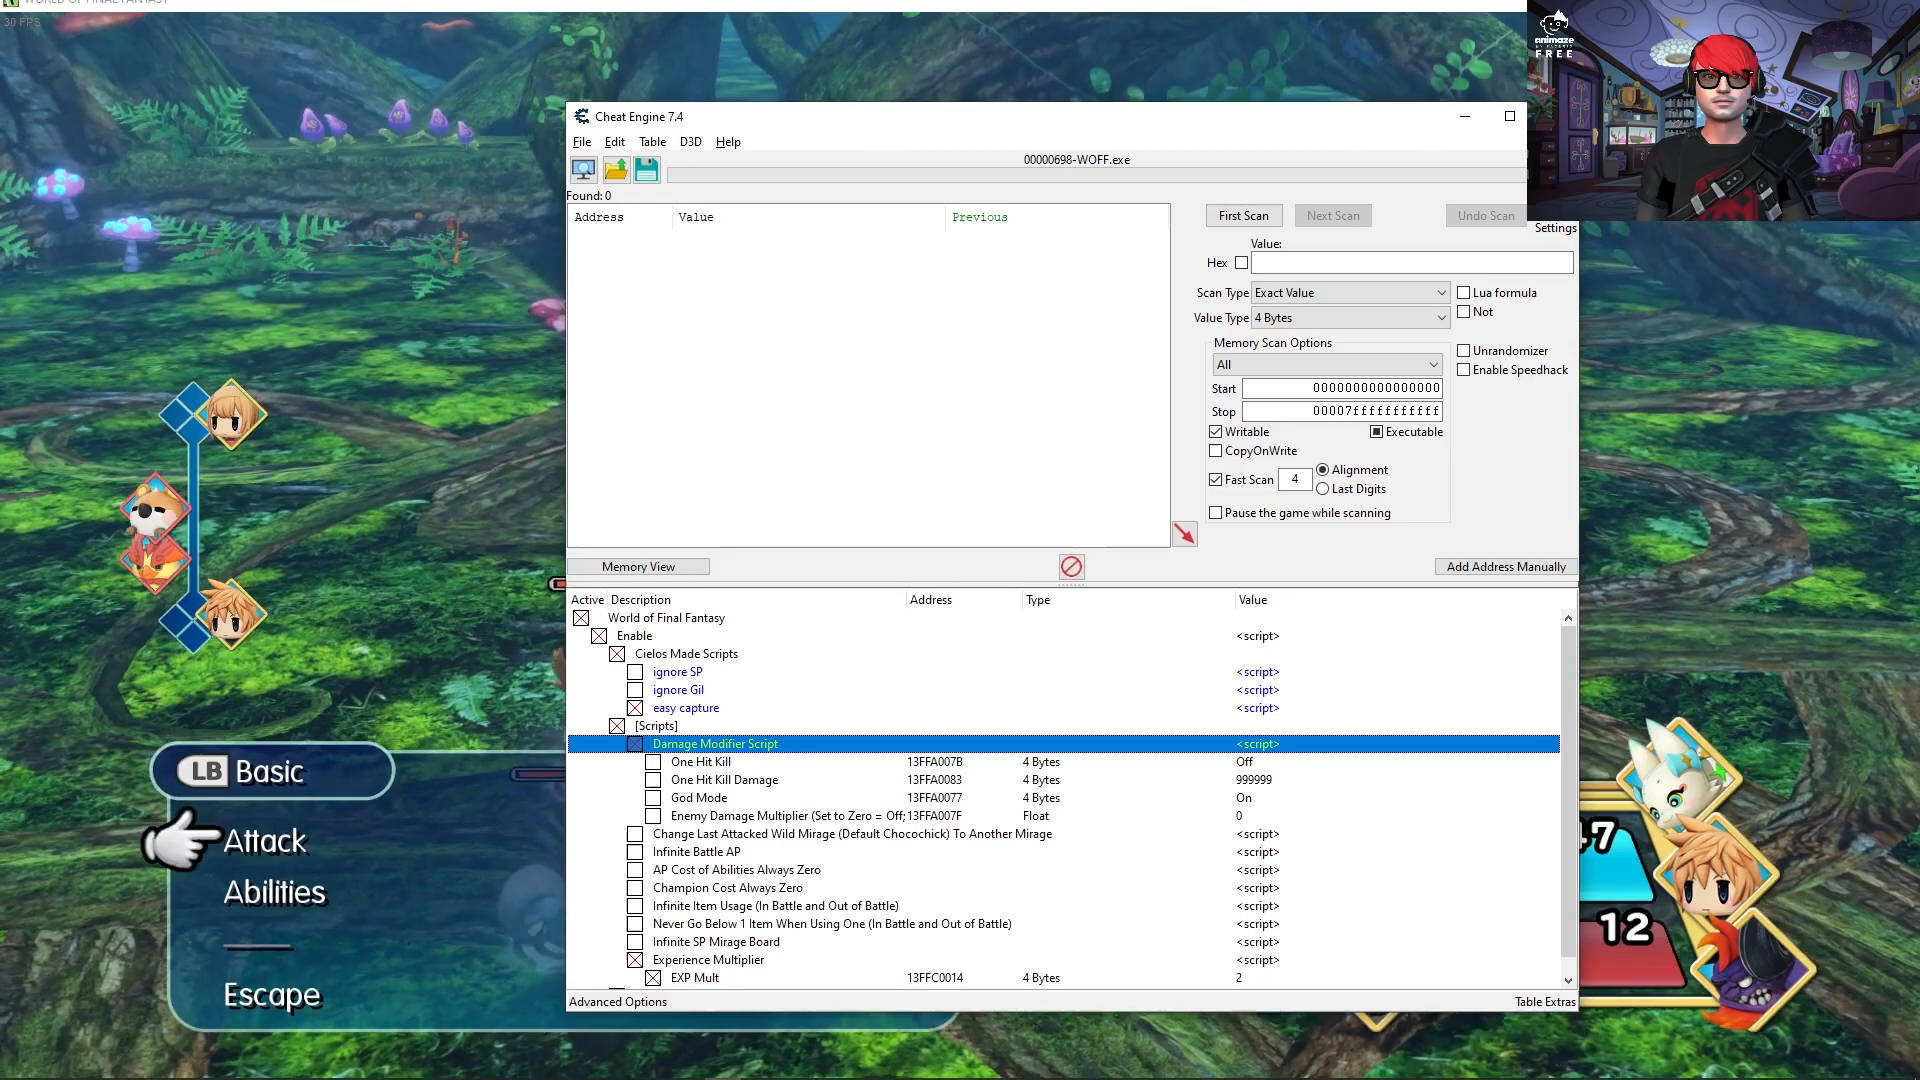 WORLD OF FINAL FANTASY
30 FPS
animaze
FREE
Cheat Engine 7.4
File Edit Table D3D Help
00000698-WOFF.exe
Found: 0
Address Value Previous
First Scan Next Scan Undo Scan
Settings
Value:
Hex
Scan Type Exact Value Lua formula
Not
Value Type 4 Bytes
Memory Scan Options
All
Unrandomizer
Enable Speedhack
Start 0000000000000000
Stop 00007fffffffffff
Writable Executable
CopyOnWrite
Fast Scan 4 Alignment
Last Digits
Pause the game while scanning
Memory View Add Address Manually
Active Description Address Type Value
World of Final Fantasy
Enable <script>
Cielos Made Scripts
ignore SP <script>
ignore Gil <script>
easy capture <script>
[Scripts]
Damage Modifier Script <script>
One Hit Kill 13FFA007B 4 Bytes Off
One Hit Kill Damage 13FFA0083 4 Bytes 999999
God Mode 13FFA0077 4 Bytes On
Enemy Damage Multiplier (Set to Zero = Off; 13FFA007F Float 0
Change Last Attacked Wild Mirage (Default Chocochick) To Another Mirage <script>
Infinite Battle AP <script>
AP Cost of Abilities Always Zero <script>
Champion Cost Always Zero <script>
Infinite Item Usage (In Battle and Out of Battle) <script>
Never Go Below 1 Item When Using One (In Battle and Out of Battle) <script>
Infinite SP Mirage Board <script>
Experience Multiplier <script>
EXP Mult 13FFC0014 4 Bytes 2
Advanced Options Table Extras
LB Basic
Attack
Abilities
Escape
47
12